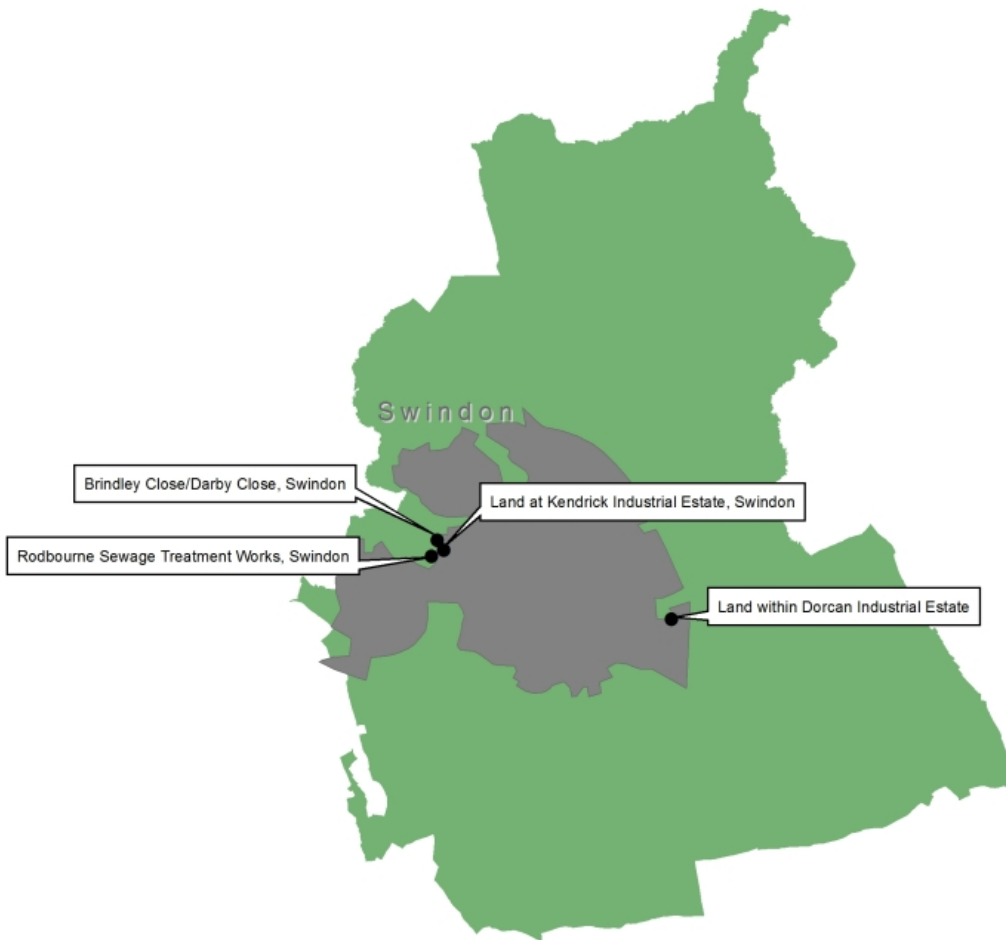 Swindon
Brindley Close/Darby Close, Swindon
Land at Kendrick Industrial Estate, Swindon
Rodbourne Sewage Treatment Works, Swindon
Land within Dorcan Industrial Estate